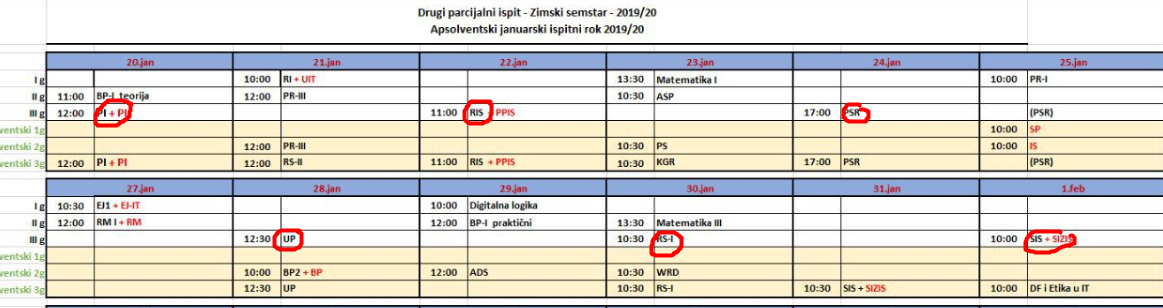 Drugi parcijalni ispit - Zimski semstar - 2019/20
Apsolventski januarski ispitni rok 2019/20
20.jan 21.jan 22.jan 23.jan 24.jan 25.jan
I g 10:00 RI + UIT 13:30 Matematika I 10:00 PR-I
II g 11:00 BP-I teorija 12:00 PR-III 10:30 ASP
III g 12:00 PI + PI 11:00 RIS + PPIS 17:00 PSR (PSR)
ventski 1g 10:00 SP
ventski 2g 12:00 PR-III 10:30 PS 10:00 IS
ventski 3g 12:00 PI + PI 12:00 RS-II 11:00 RIS + PPIS 10:30 KGR 17:00 PSR (PSR)
27.jan 28.jan 29.jan 30.jan 31.jan 1.feb
I g 10:30 EJ1 + EJ-IT 10:00 Digitalna logika
II g 12:00 RM I + RM 12:00 BP-I praktični 13:30 Matematika III
III g 12:30 UP 10:30 RS-I 10:00 SIS + SIZIS
ventski 1g
ventski 2g 10:00 BP2 + BP 12:00 ADS 10:30 WRD
ventski 3g 12:30 UP 10:30 RS-I 10:30 SIS + SIZIS 10:00 DF i Etika u IT